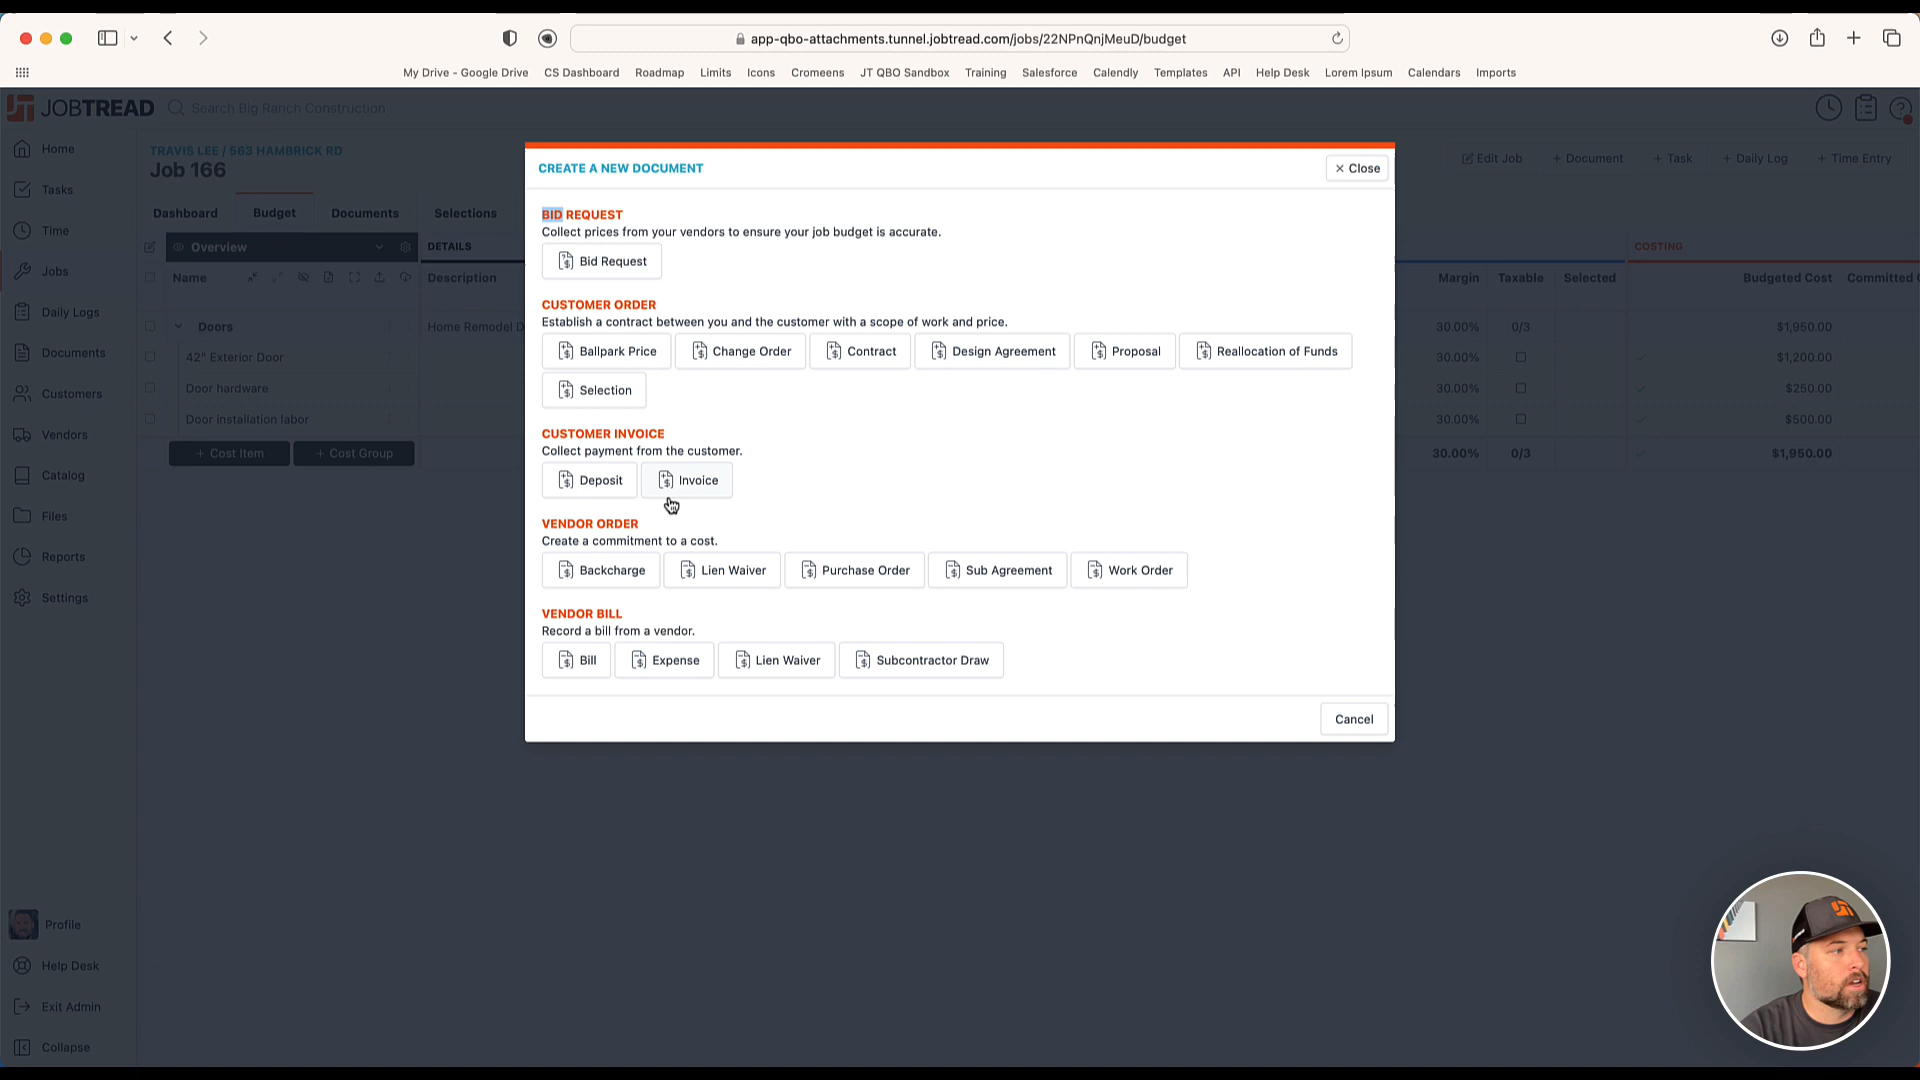 app-qbo-attachments.tunnel.jobtread.com/jobs/22NPnQnjMeuD/budget
My Drive - Google Drive CS Dashboard Roadmap Limits Icons Cromeens JT QBO Sandbox Training Salesforce Calendly Templates API Help Desk Lorem Ipsum Calendars Imports
JOBTREAD Search Big Ranch Construction
Home
Tasks
Time
Jobs
Daily Logs
Documents
Customers
Vendors
Catalog
Files
Reports
Settings
Profile
Help Desk
Exit Admin
Collapse
TRAVIS LEE / 563 HAMBRICK RD
Job 166
Edit Job + Document + Task + Daily Log + Time Entry
Dashboard Budget Documents Selections
Overview DETAILS COSTING
Name Description Margin Taxable Selected Budgeted Cost Committed
Doors Home Remodel 30.00% 0/3 $1,950.00
42" Exterior Door 30.00% $1,200.00
Door hardware 30.00% $250.00
Door installation labor 30.00% $500.00
+ Cost Item + Cost Group 30.00% 0/3 $1,950.00
CREATE A NEW DOCUMENT
× Close
BID REQUEST
Collect prices from your vendors to ensure your job budget is accurate.
Bid Request
CUSTOMER ORDER
Establish a contract between you and the customer with a scope of work and price.
Ballpark Price Change Order Contract Design Agreement Proposal Reallocation of Funds
Selection
CUSTOMER INVOICE
Collect payment from the customer.
Deposit Invoice
VENDOR ORDER
Create a commitment to a cost.
Backcharge Lien Waiver Purchase Order Sub Agreement Work Order
VENDOR BILL
Record a bill from a vendor.
Bill Expense Lien Waiver Subcontractor Draw
Cancel